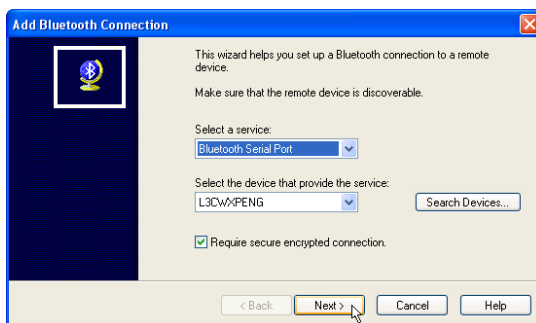 Add Bluetooth Connection
This wizard helps you set up a Bluetooth connection to a remote
device.
Make sure that the remote device is discoverable.
Select a service:
Bluetooth Serial Port
Select the device that provide the service:
L3CWXPENG
Search Devices...
Require secure encrypted connection.
< Back
Next >
Cancel
Help